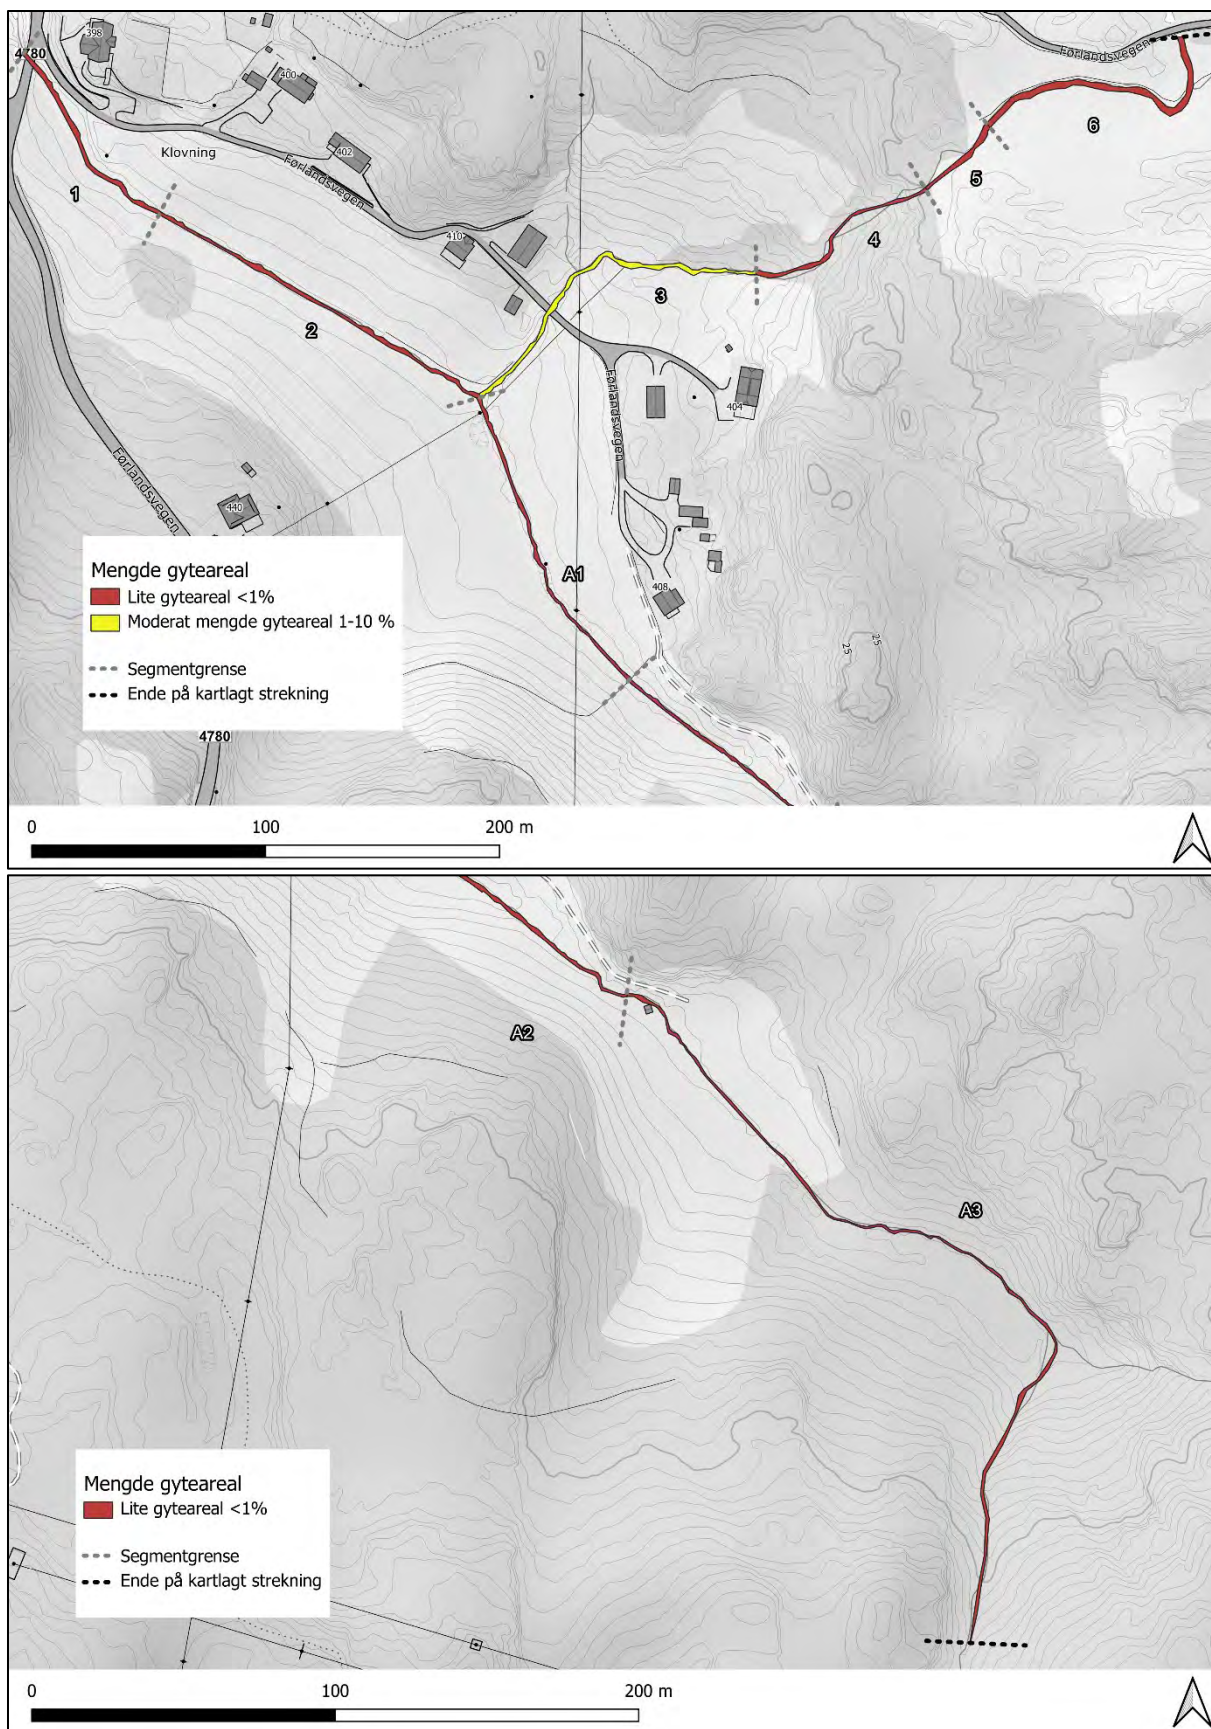 4780
398
400
Klovning
402
Førlandsvegen
410
Førlandsvegen
6
5
4
1
3
2
Førlandsvegen
404
Førlandsvegen
440
A1
408
25
25
Mengde gyteareal
Lite gyteareal <1%
Moderat mengde gyteareal 1-10 %
Segmentgrense
Ende på kartlagt strekning
4780
0 100 200 m
A2
A3
Mengde gyteareal
Lite gyteareal <1%
Segmentgrense
Ende på kartlagt strekning
0 100 200 m